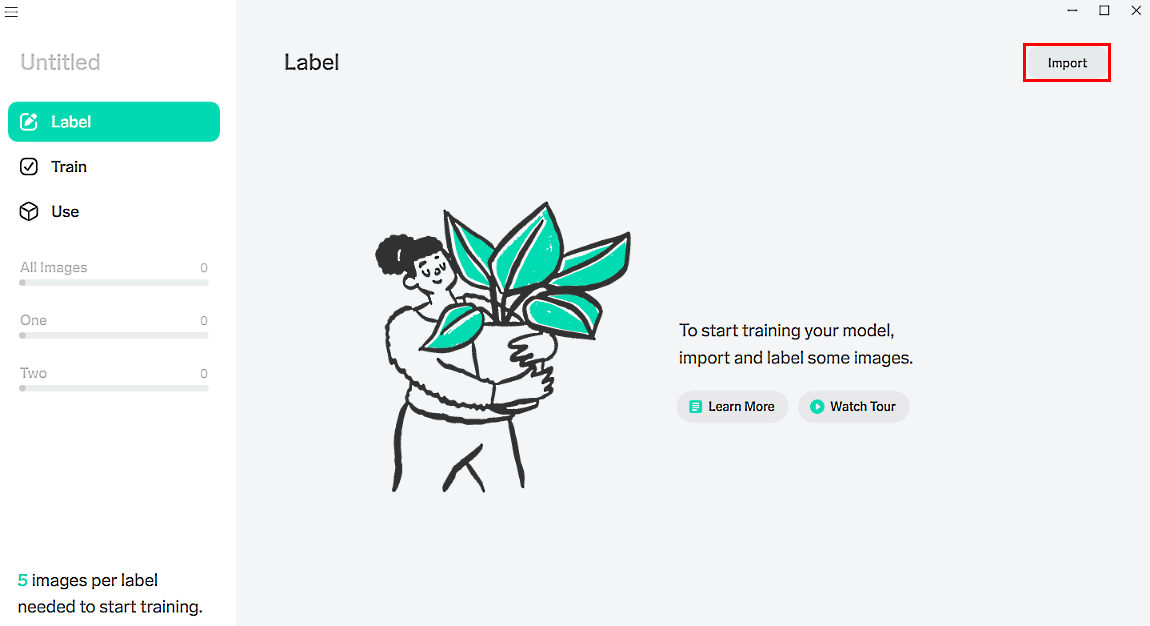 Untitled
Label
Train
Use
All Images 0
One 0
Two 0
5 images per label
needed to start training.
Label
Import
To start training your model,
import and label some images.
Learn More
Watch Tour